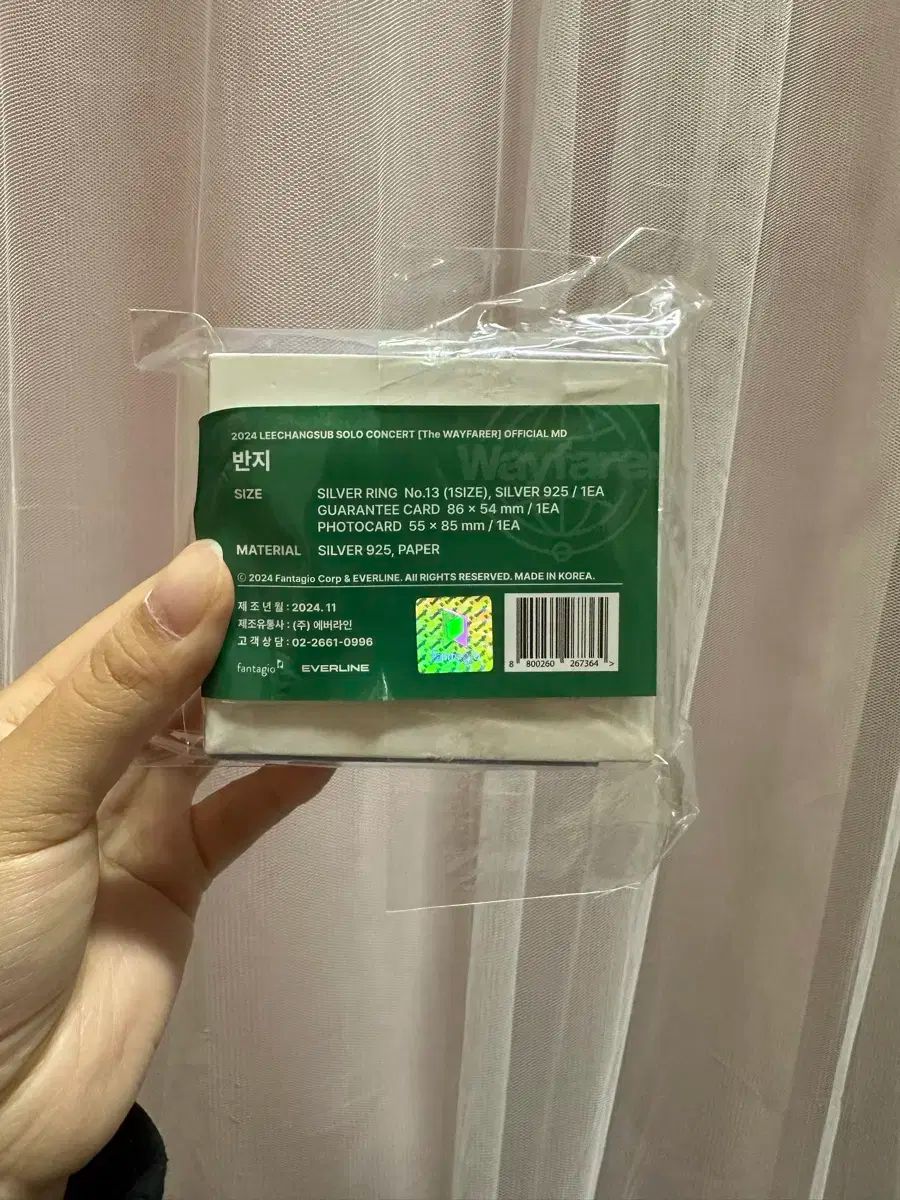 2024 LEECHANGSUB SOLO CONCERT [The WAYFARER] OFFICIAL MD
반지
Wayfarer
SIZE SILVER RING No.13 (1SIZE), SILVER 925 / 1EA
GUARANTEE CARD 86 × 54 mm / 1EA
PHOTOCARD 55 × 85 mm / 1EA
MATERIAL SILVER 925, PAPER
ⓒ 2024 Fantagio Corp & EVERLINE. All RIGHTS RESERVED. MADE IN KOREA.
제 조 년 월 : 2024. 11
제조유통사 : (주) 에버라인
고 객 상 담 : 02-2661-0996
fantagio EVERLINE
8 800260 267364 >